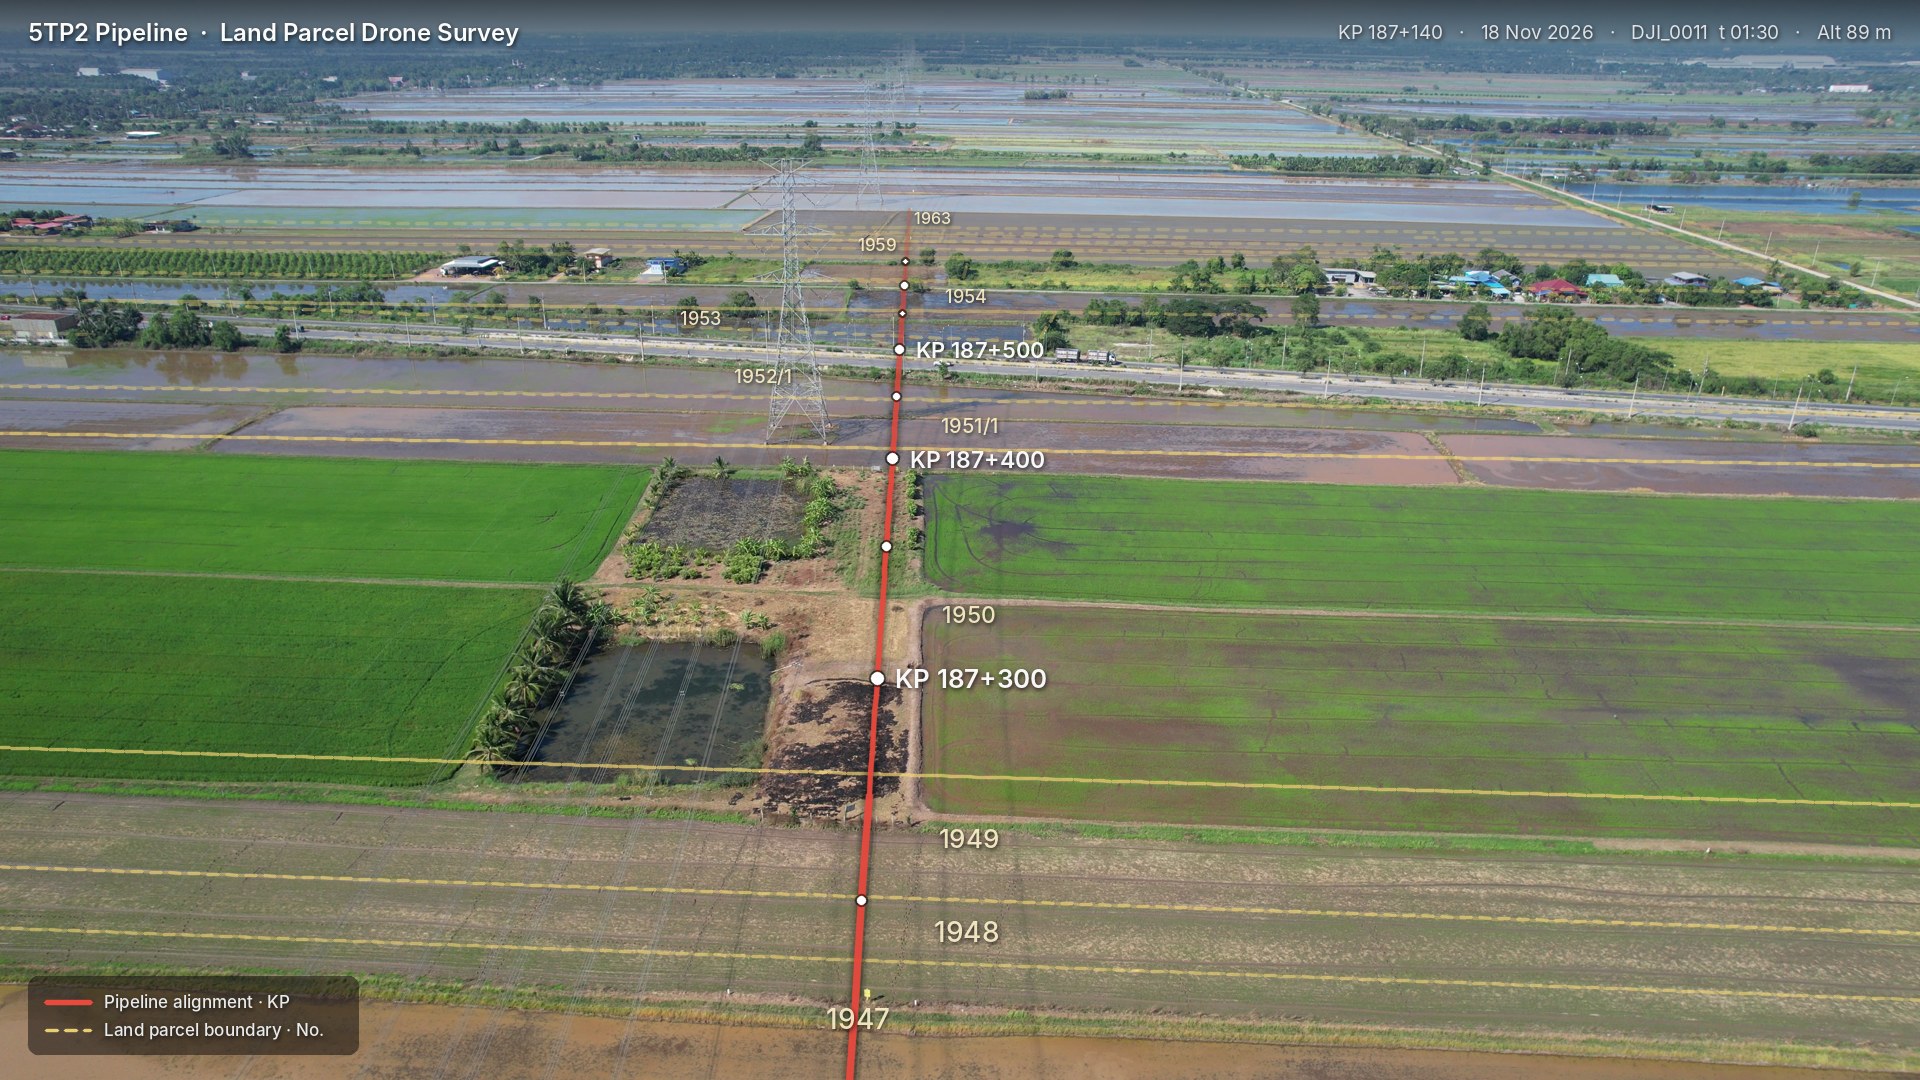 5TP2 Pipeline · Land Parcel Drone Survey
KP 187+140 · 18 Nov 2026 · DJI_0011 t 01:30 · Alt 89 m
1963
1959
1954
1953
KP 187+500
1952/1
1951/1
KP 187+400
1950
KP 187+300
1949
1948
1947
Pipeline alignment · KP
Land parcel boundary · No.